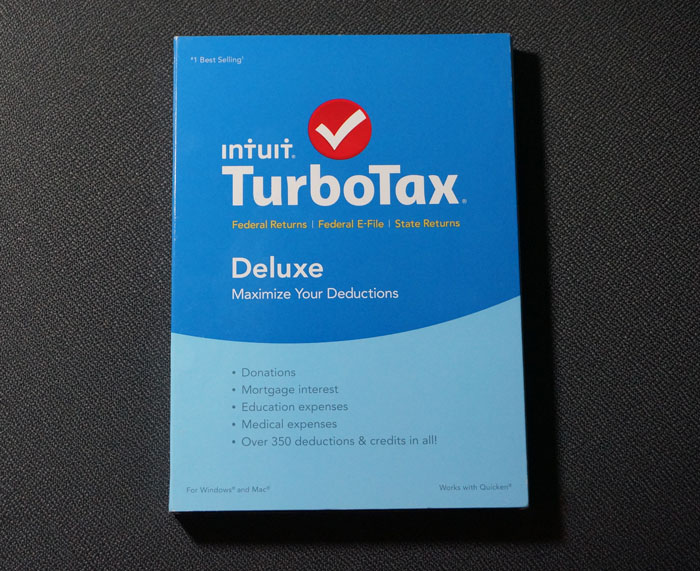 #1 Best Selling¹
intuit®
TurboTax®
Federal Returns | Federal E-File | State Returns
Deluxe
Maximize Your Deductions
• Donations
• Mortgage interest
• Education expenses
• Medical expenses
• Over 350 deductions & credits in all!
For Windows® and Mac®
Works with Quicken®